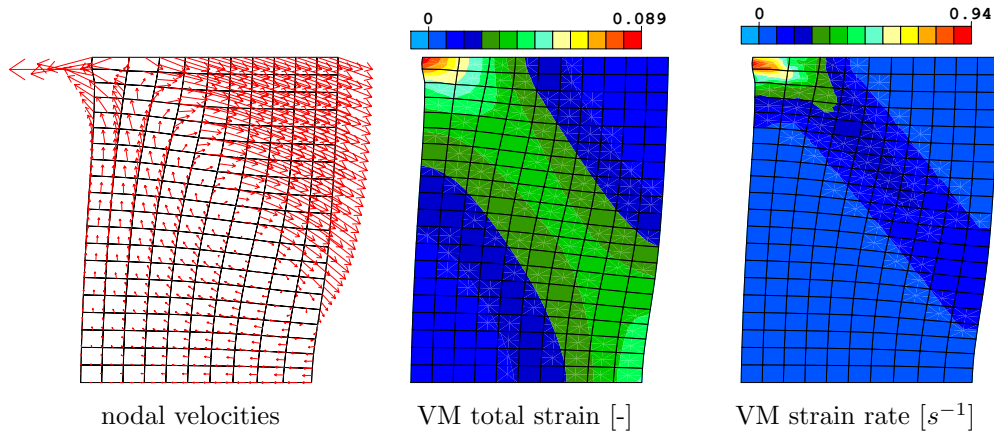 0 0.089
0 0.94
nodal velocities
VM total strain [-]
VM strain rate [s⁻¹]